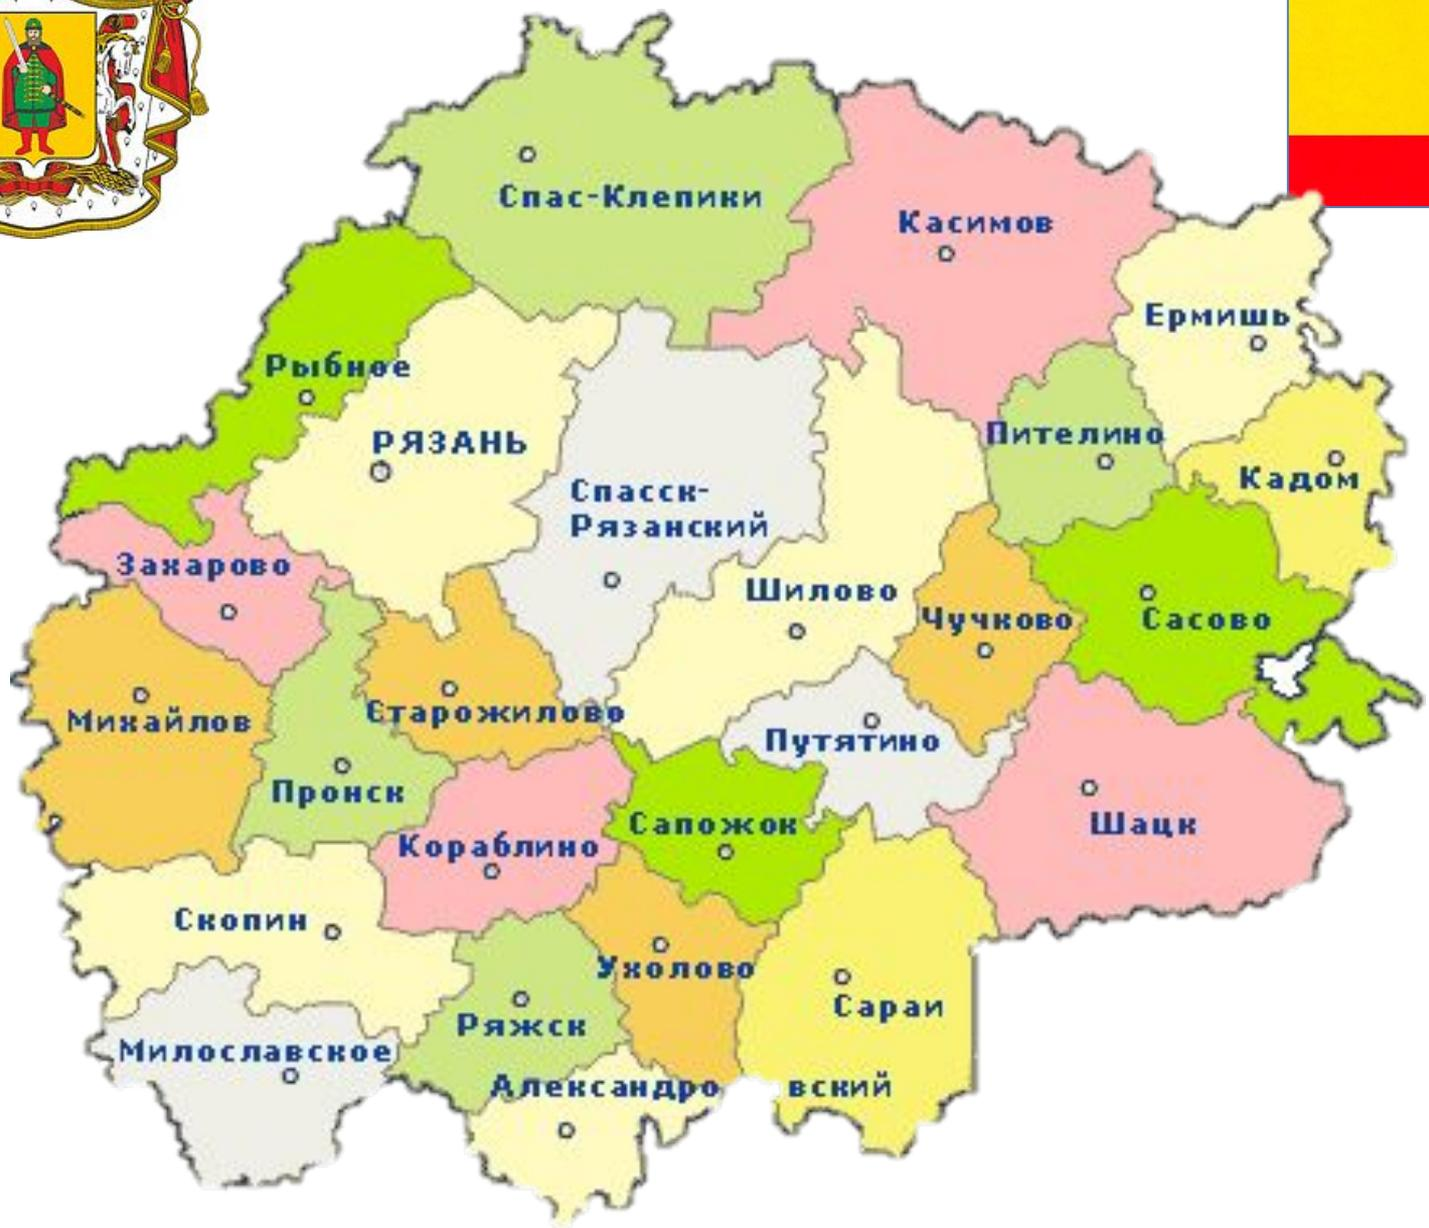 Спас-Клепики
Касимов
Ермишь
Рыбное
РЯЗАНЬ
Пителино
Кадом
Спасск-
Рязанский
Захарово
Шилово
Чучково
Сасово
Михайлов
Старожилово
Путятино
Пронск
Сапожок
Шацк
Кораблино
Скопин
Ухолово
Сараи
Ряжск
Милославское
Александро вский